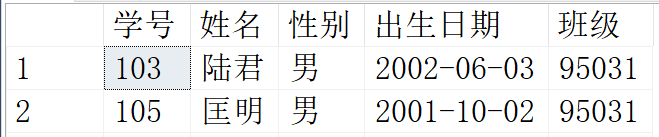 学号 姓名 性别 出生日期 班级
1 103 陆君 男 2002-06-03 95031
2 105 匡明 男 2001-10-02 95031